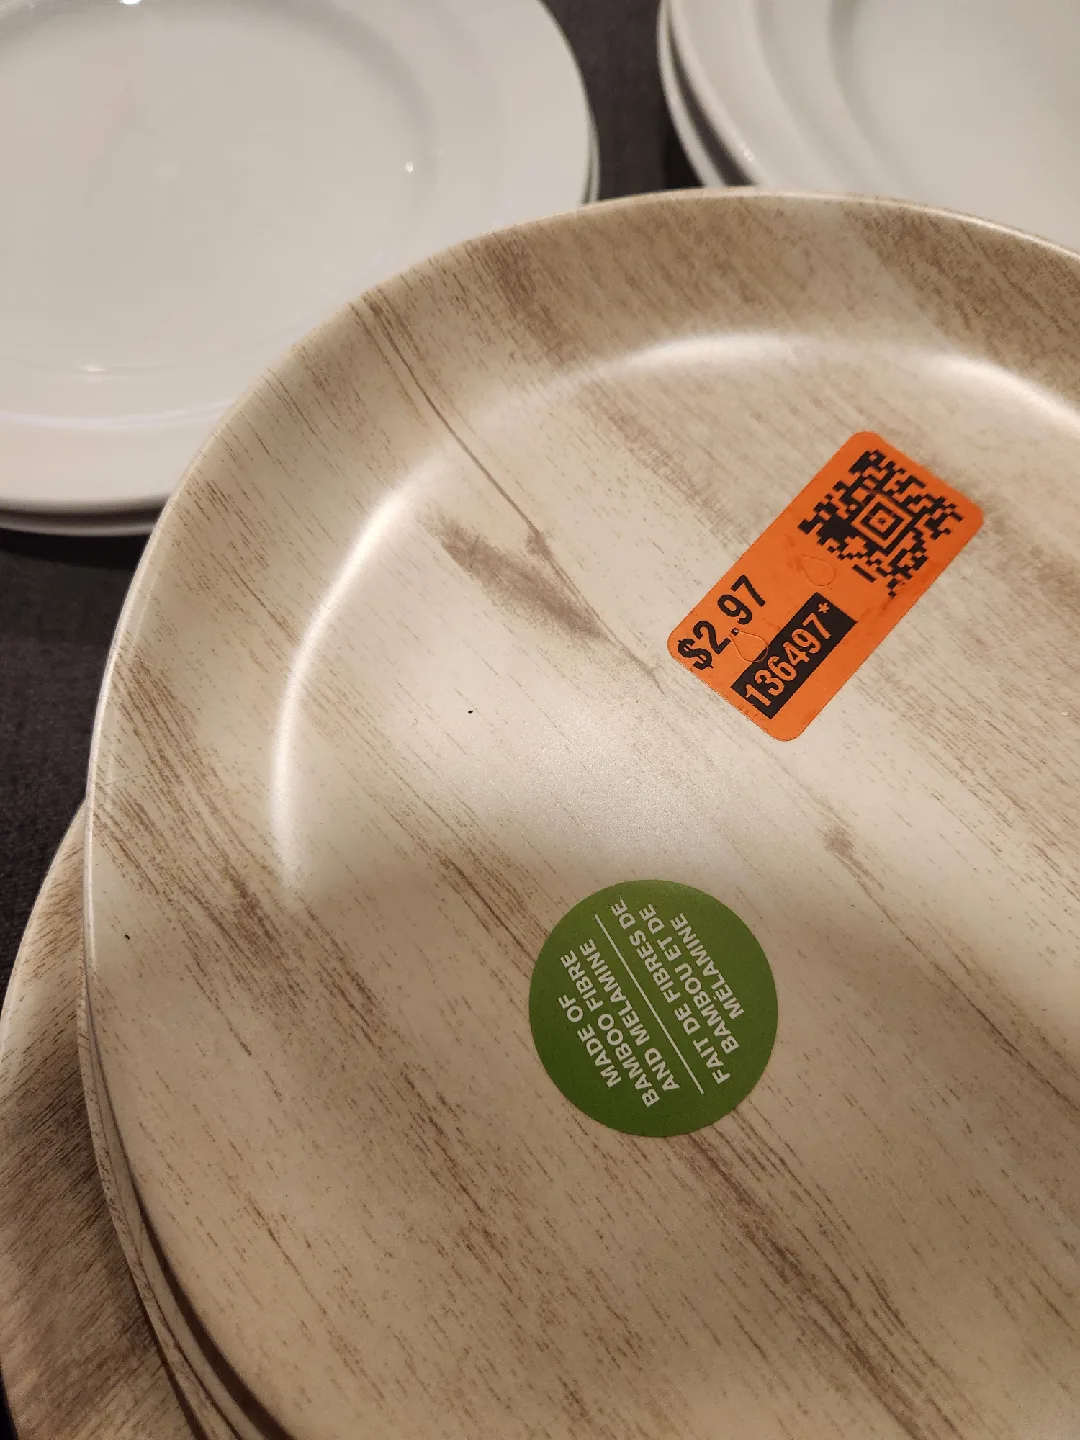 $2.97
136497*
MADE OF
BAMBOO FIBRE
AND MELAMINE
FAIT DE FIBRES DE
BAMBOU ET DE
MÉLAMINE